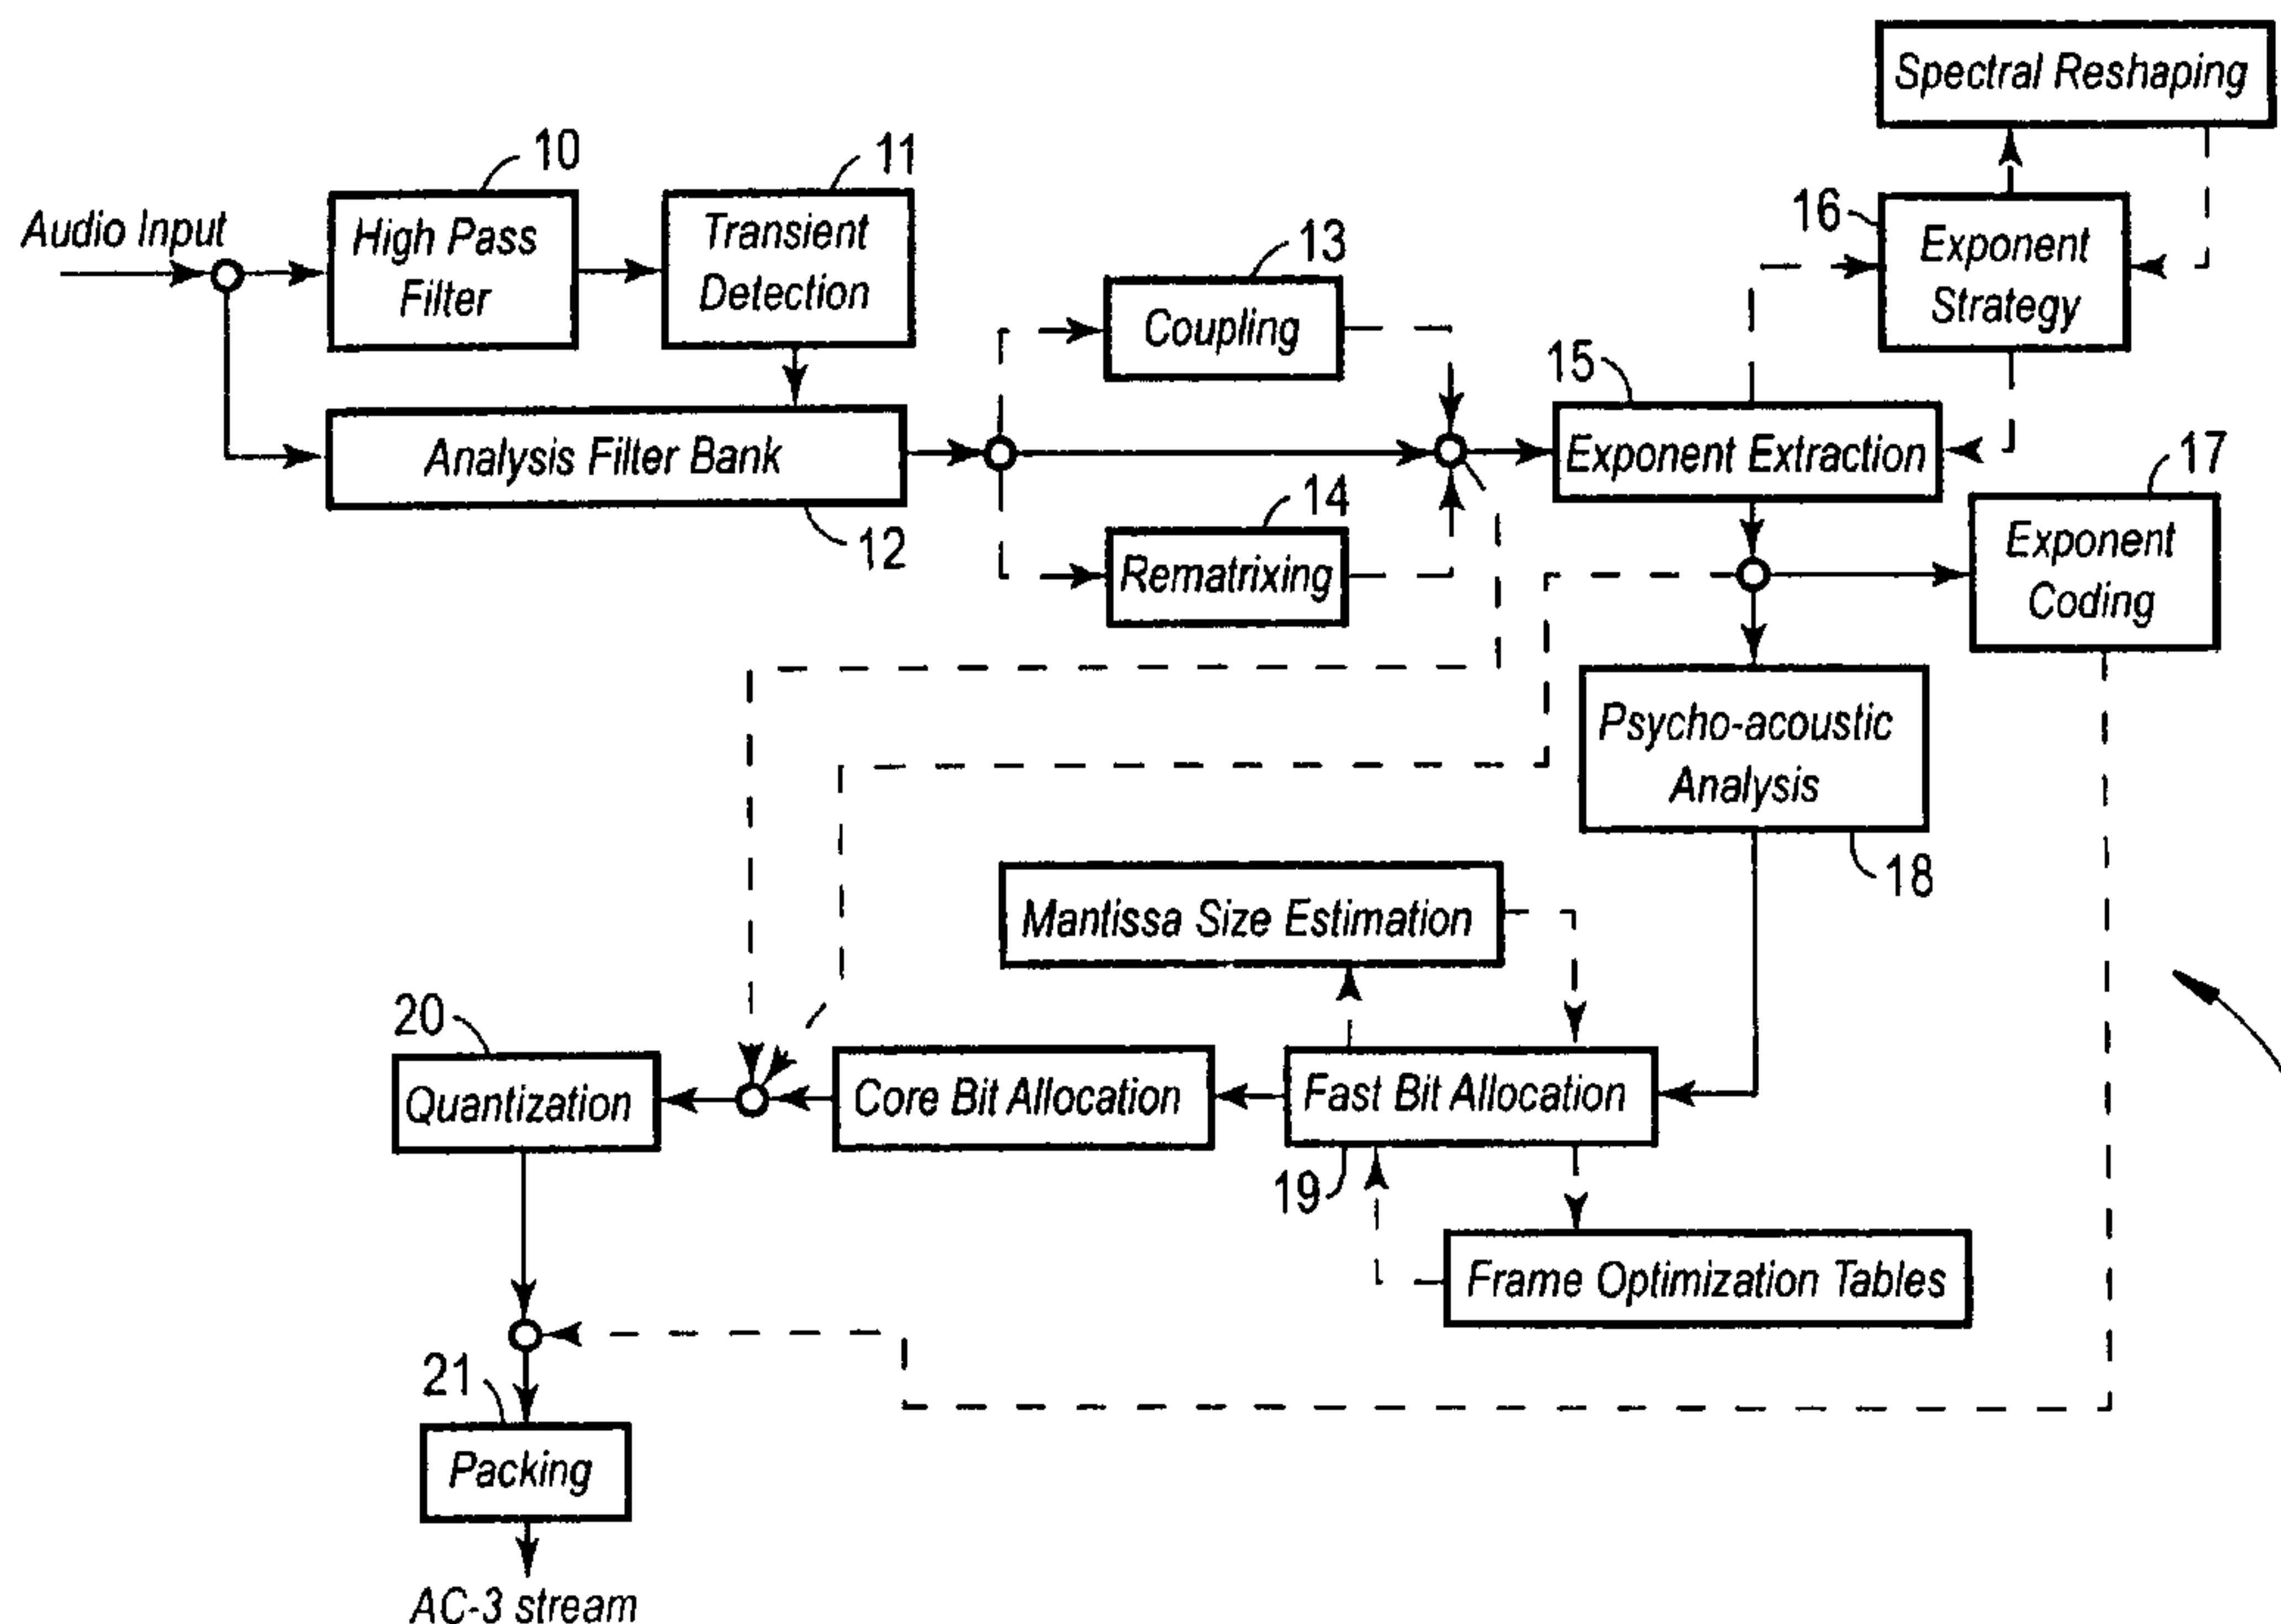 Spectral Reshaping
10
11
Audio Input
High Pass
Filter
Transient
Detection
16
Exponent
Strategy
13
Coupling
15
Analysis Filter Bank
12
Exponent Extraction
17
14
Rematrixing
Exponent
Coding
Psycho-acoustic
Analysis
18
Mantissa Size Estimation
20
Quantization
Core Bit Allocation
Fast Bit Allocation
19
Frame Optimization Tables
21
Packing
AC-3 stream